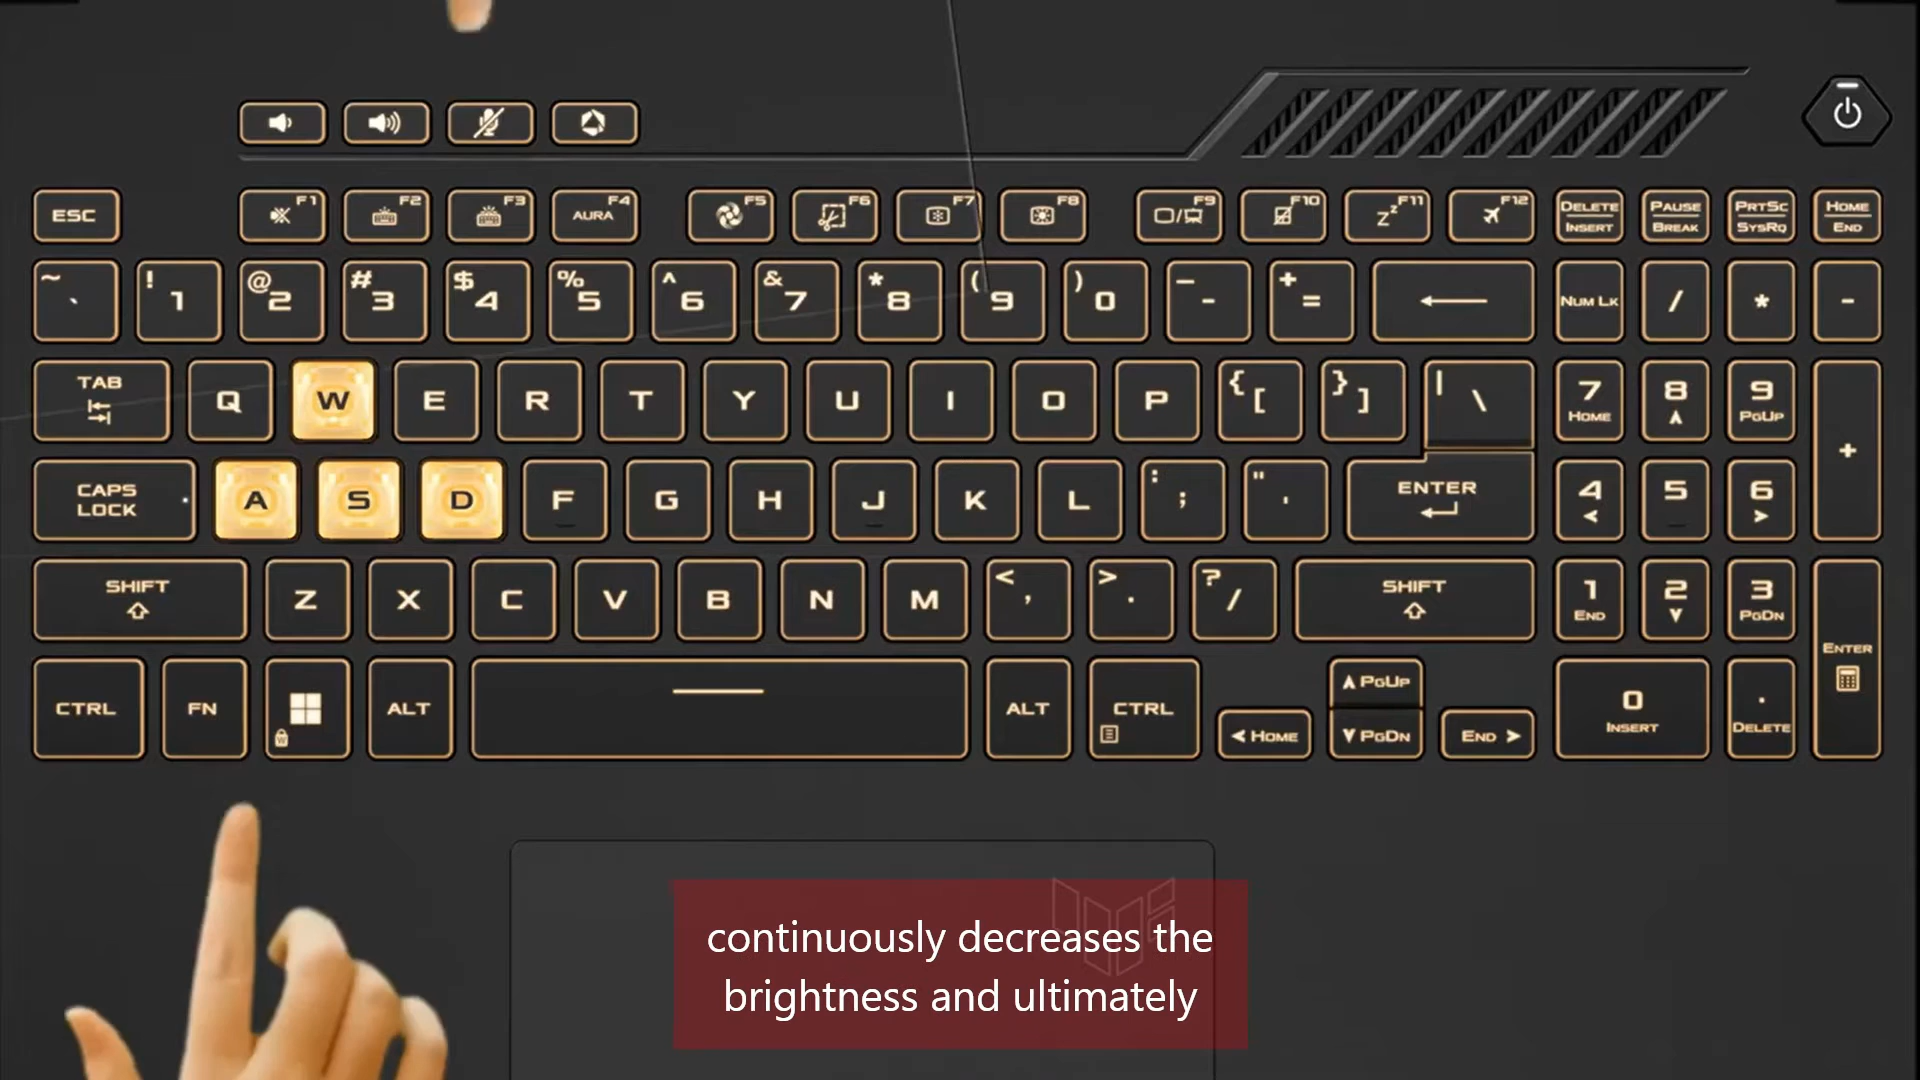 ESC F1 F2 F3 AURA F4 F5 F6 F7 F8 F9 F10 Zz F11 F12 DELETE INSERT PAUSE BREAK PRTSC SYSRQ HOME END
~ ` ! 1 @ 2 # 3 $ 4 % 5 ^ 6 & 7 * 8 ( 9 ) 0 _ - + = NUM LK / * -
TAB Q W E R T Y U I O P { [ } ] | \ 7 HOME 8 9 PGUP +
CAPS LOCK A S D F G H J K L : ; " ' ENTER 4 < 5 6 >
SHIFT Z X C V B N M < , > . ? / SHIFT 1 END 2 3 PGDN ENTER
CTRL FN W ALT ALT CTRL < HOME PGUP PGDN END > 0 INSERT . DELETE
continuously decreases the
brightness and ultimately